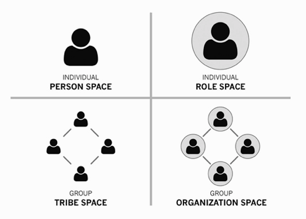 INDIVIDUAL
PERSON SPACE
INDIVIDUAL
ROLE SPACE
GROUP
TRIBE SPACE
GROUP
ORGANIZATION SPACE